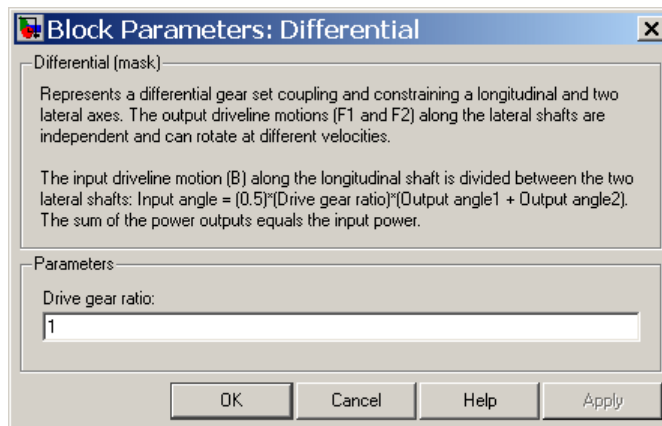 Block Parameters: Differential
Differential (mask)
Represents a differential gear set coupling and constraining a longitudinal and two
lateral axes. The output driveline motions (F1 and F2) along the lateral shafts are
independent and can rotate at different velocities.
The input driveline motion (B) along the longitudinal shaft is divided between the two
lateral shafts: Input angle = (0.5)*(Drive gear ratio)*(Output angle1 + Output angle2).
The sum of the power outputs equals the input power.
Parameters
Drive gear ratio:
1
OK Cancel Help Apply